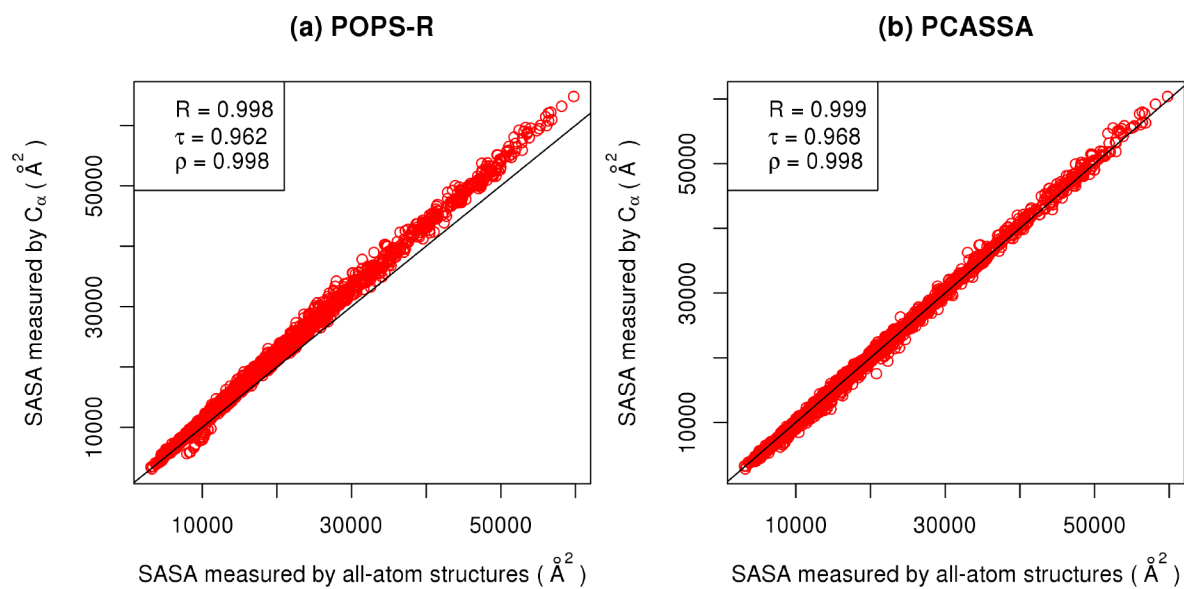 (a) POPS-R
R = 0.998
τ = 0.962
ρ = 0.998
SASA measured by Cα ( Å2 )
10000
30000
50000
10000
30000
50000
SASA measured by all-atom structures ( Å2 )
(b) PCASSA
R = 0.999
τ = 0.968
ρ = 0.998
SASA measured by Cα ( Å2 )
10000
30000
50000
10000
30000
50000
SASA measured by all-atom structures ( Å2 )